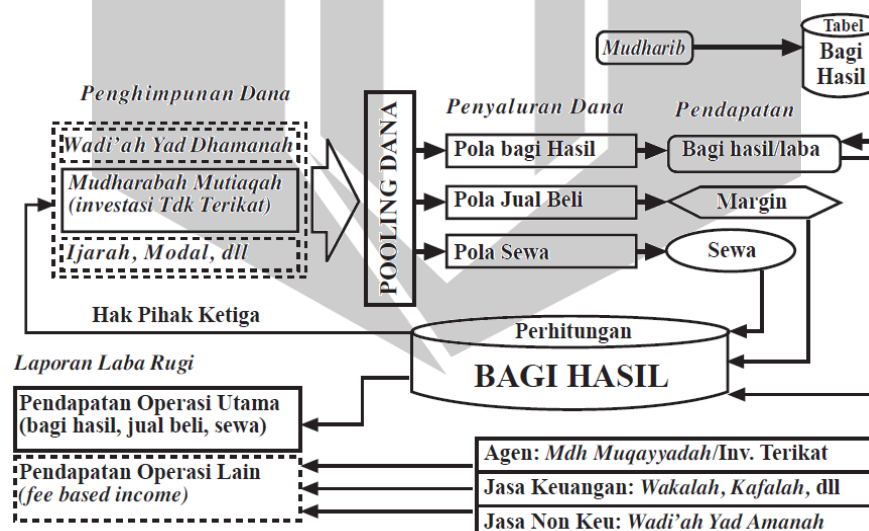 Tabel
Bagi
Hasil
Mudharib
Penghimpunan Dana
Penyaluran Dana
Pendapatan
Wadi'ah Yad Dhamanah
Mudharabah Mutiaqah
(investasi Tdk Terikat)
Ijarah, Modal, dll
POOLING DANA
Pola bagi Hasil
Bagi hasil/laba
Pola Jual Beli
Margin
Pola Sewa
Sewa
Hak Pihak Ketiga
Perhitungan
BAGI HASIL
Laporan Laba Rugi
Pendapatan Operasi Utama
(bagi hasil, jual beli, sewa)
Pendapatan Operasi Lain
(fee based income)
Agen: Mdh Muqayyadah/Inv. Terikat
Jasa Keuangan: Wakalah, Kafalah, dll
Jasa Non Keu: Wadi'ah Yad Amanah